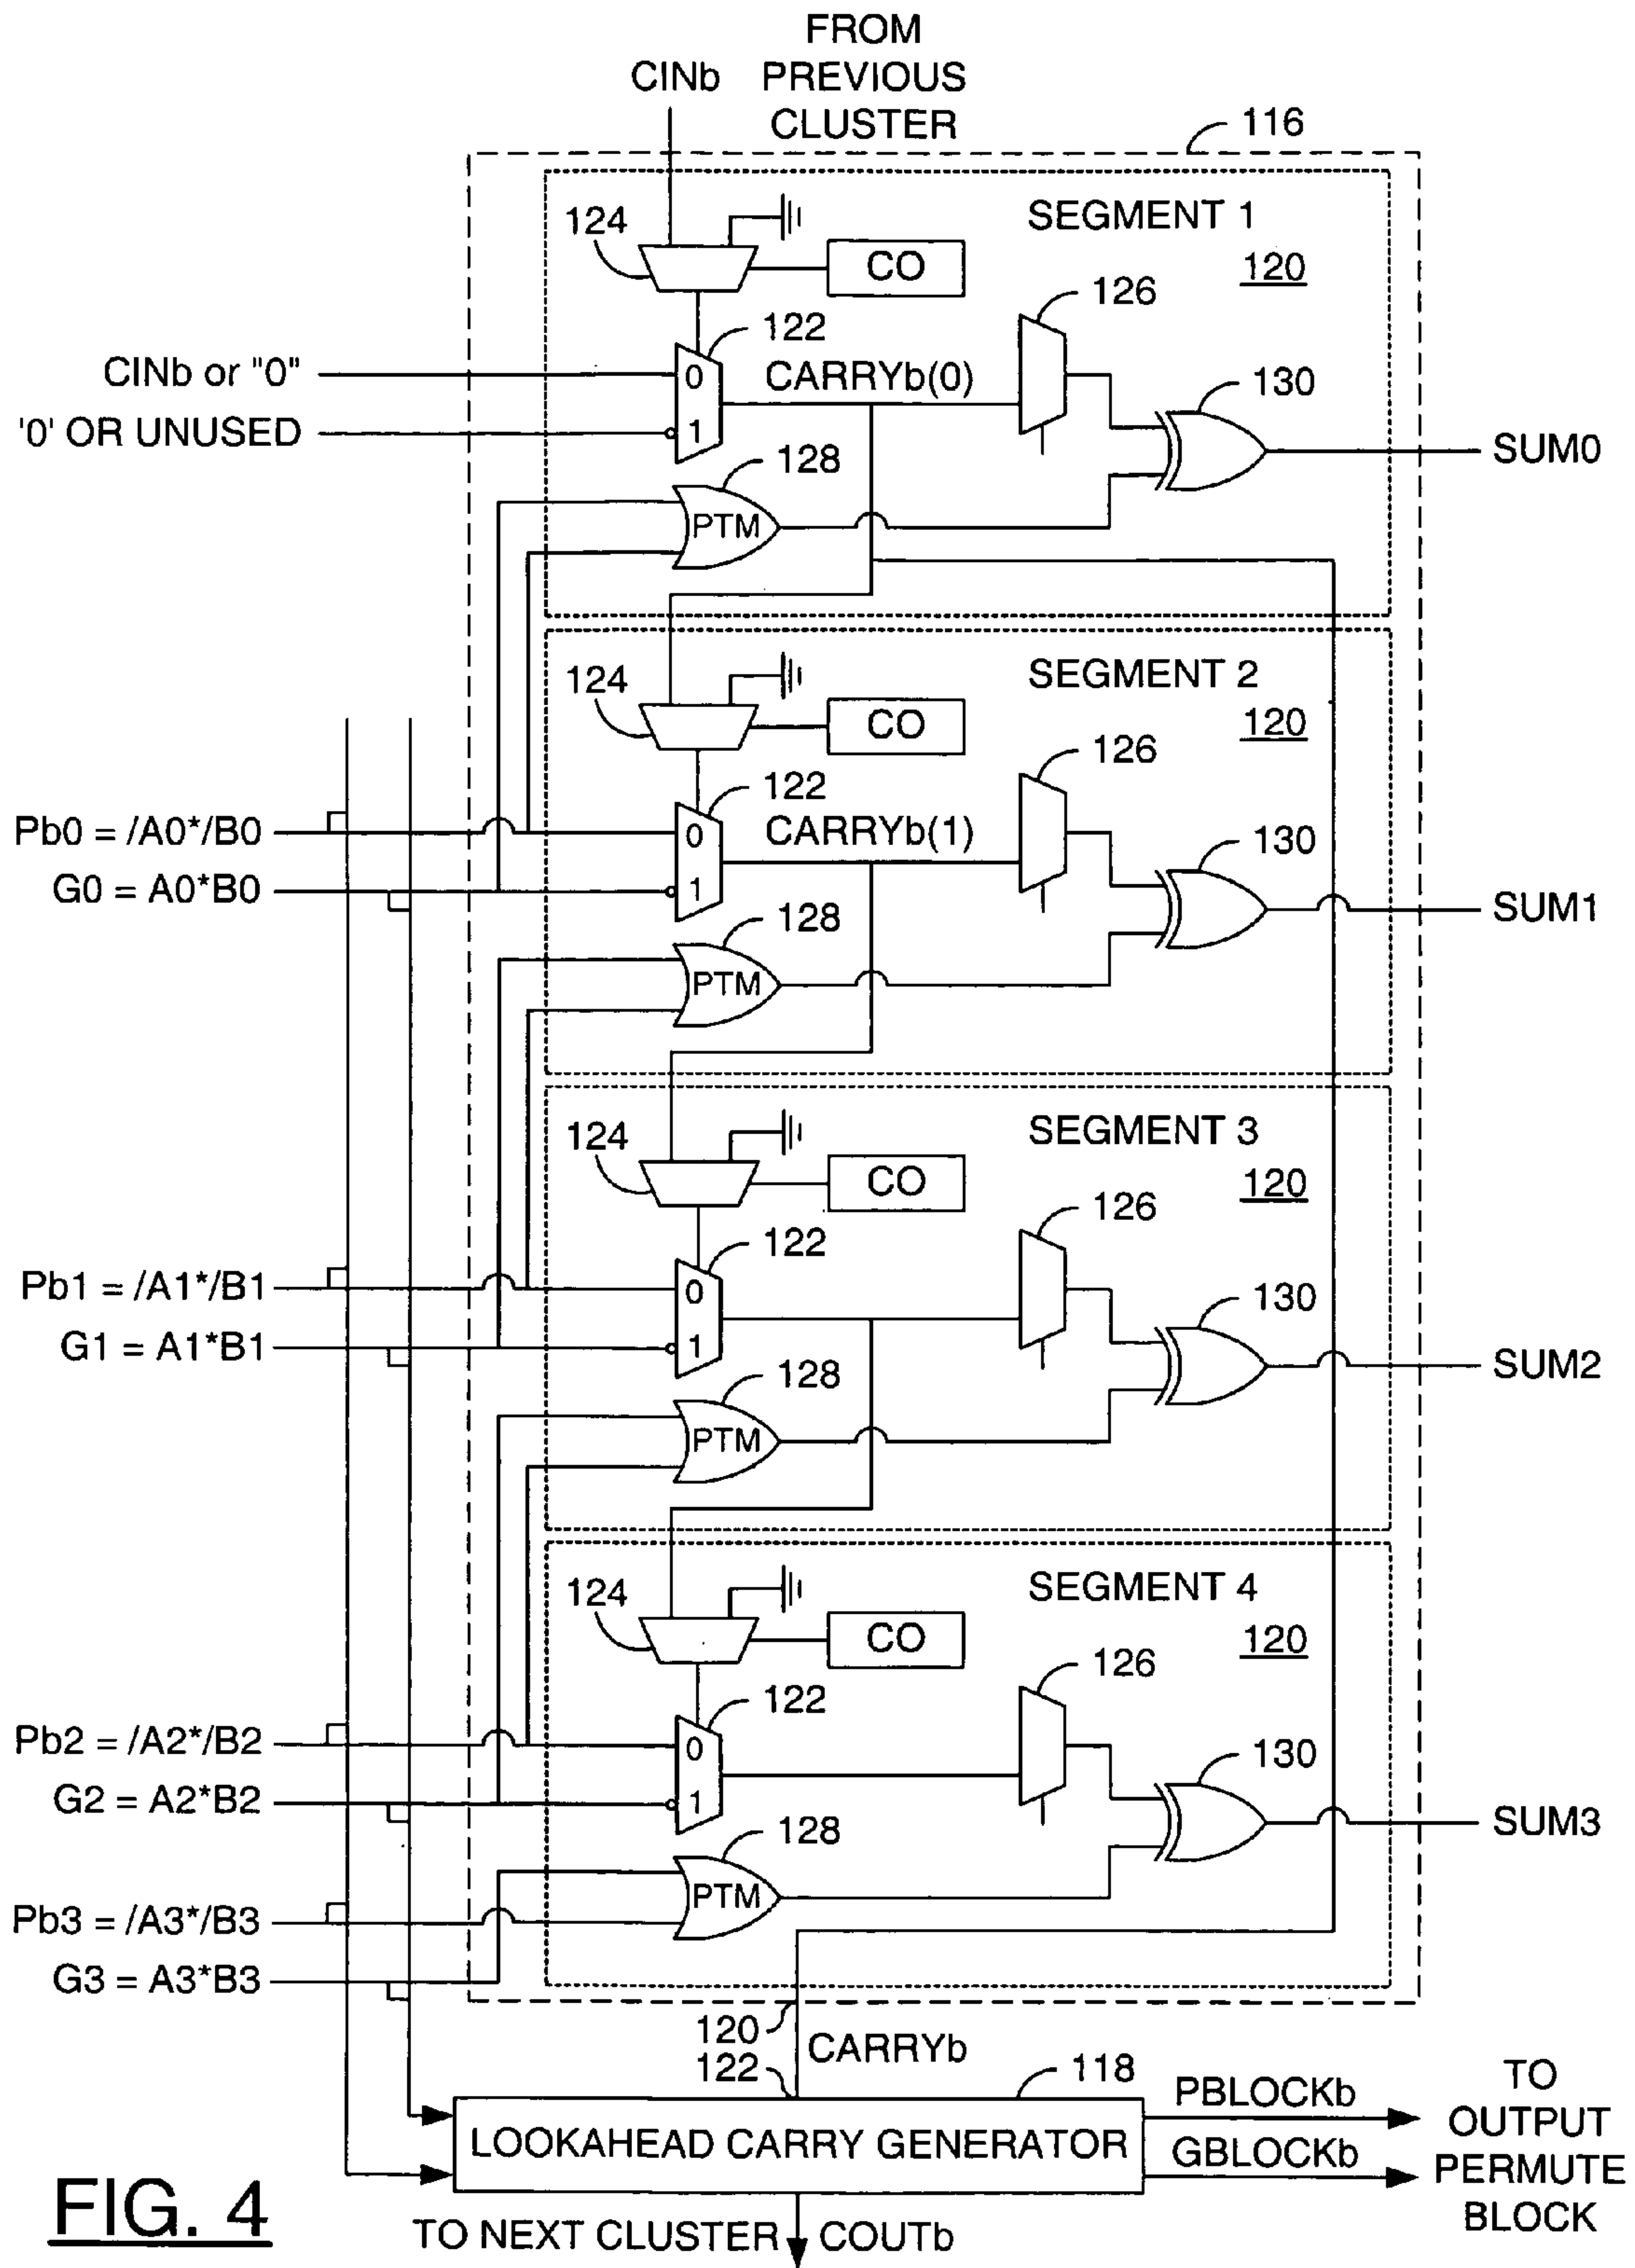 FROM
CINb PREVIOUS
CLUSTER
116
SEGMENT 1
124
CO
120
126
122
CINb or "0"
0
CARRYb(0)
130
'0' OR UNUSED
1
SUM0
128
PTM
SEGMENT 2
124
CO
120
126
122
Pb0 = /A0*/B0
0
CARRYb(1)
130
G0 = A0*B0
1
SUM1
128
PTM
SEGMENT 3
124
CO
120
126
122
Pb1 = /A1*/B1
0
130
G1 = A1*B1
1
SUM2
128
PTM
SEGMENT 4
124
CO
120
126
122
Pb2 = /A2*/B2
0
130
G2 = A2*B2
1
SUM3
128
PTM
Pb3 = /A3*/B3
G3 = A3*B3
120
CARRYb
122
118
LOOKAHEAD CARRY GENERATOR
PBLOCKb
GBLOCKb
TO
OUTPUT
PERMUTE
BLOCK
FIG. 4
TO NEXT CLUSTER
COUTb